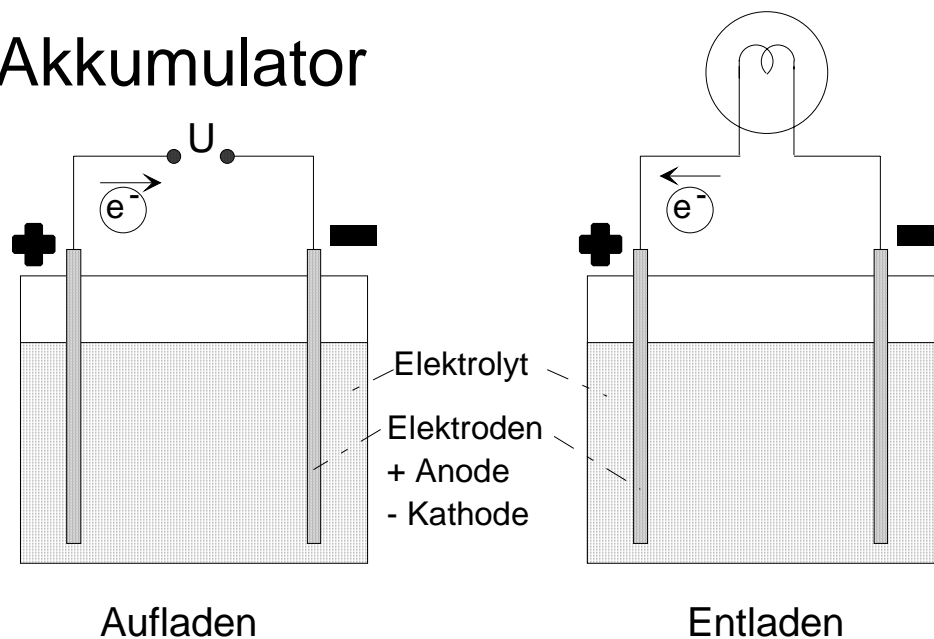 Akkumulator
U
e-
e-
Elektrolyt
Elektroden
+ Anode
- Kathode
Aufladen
Entladen